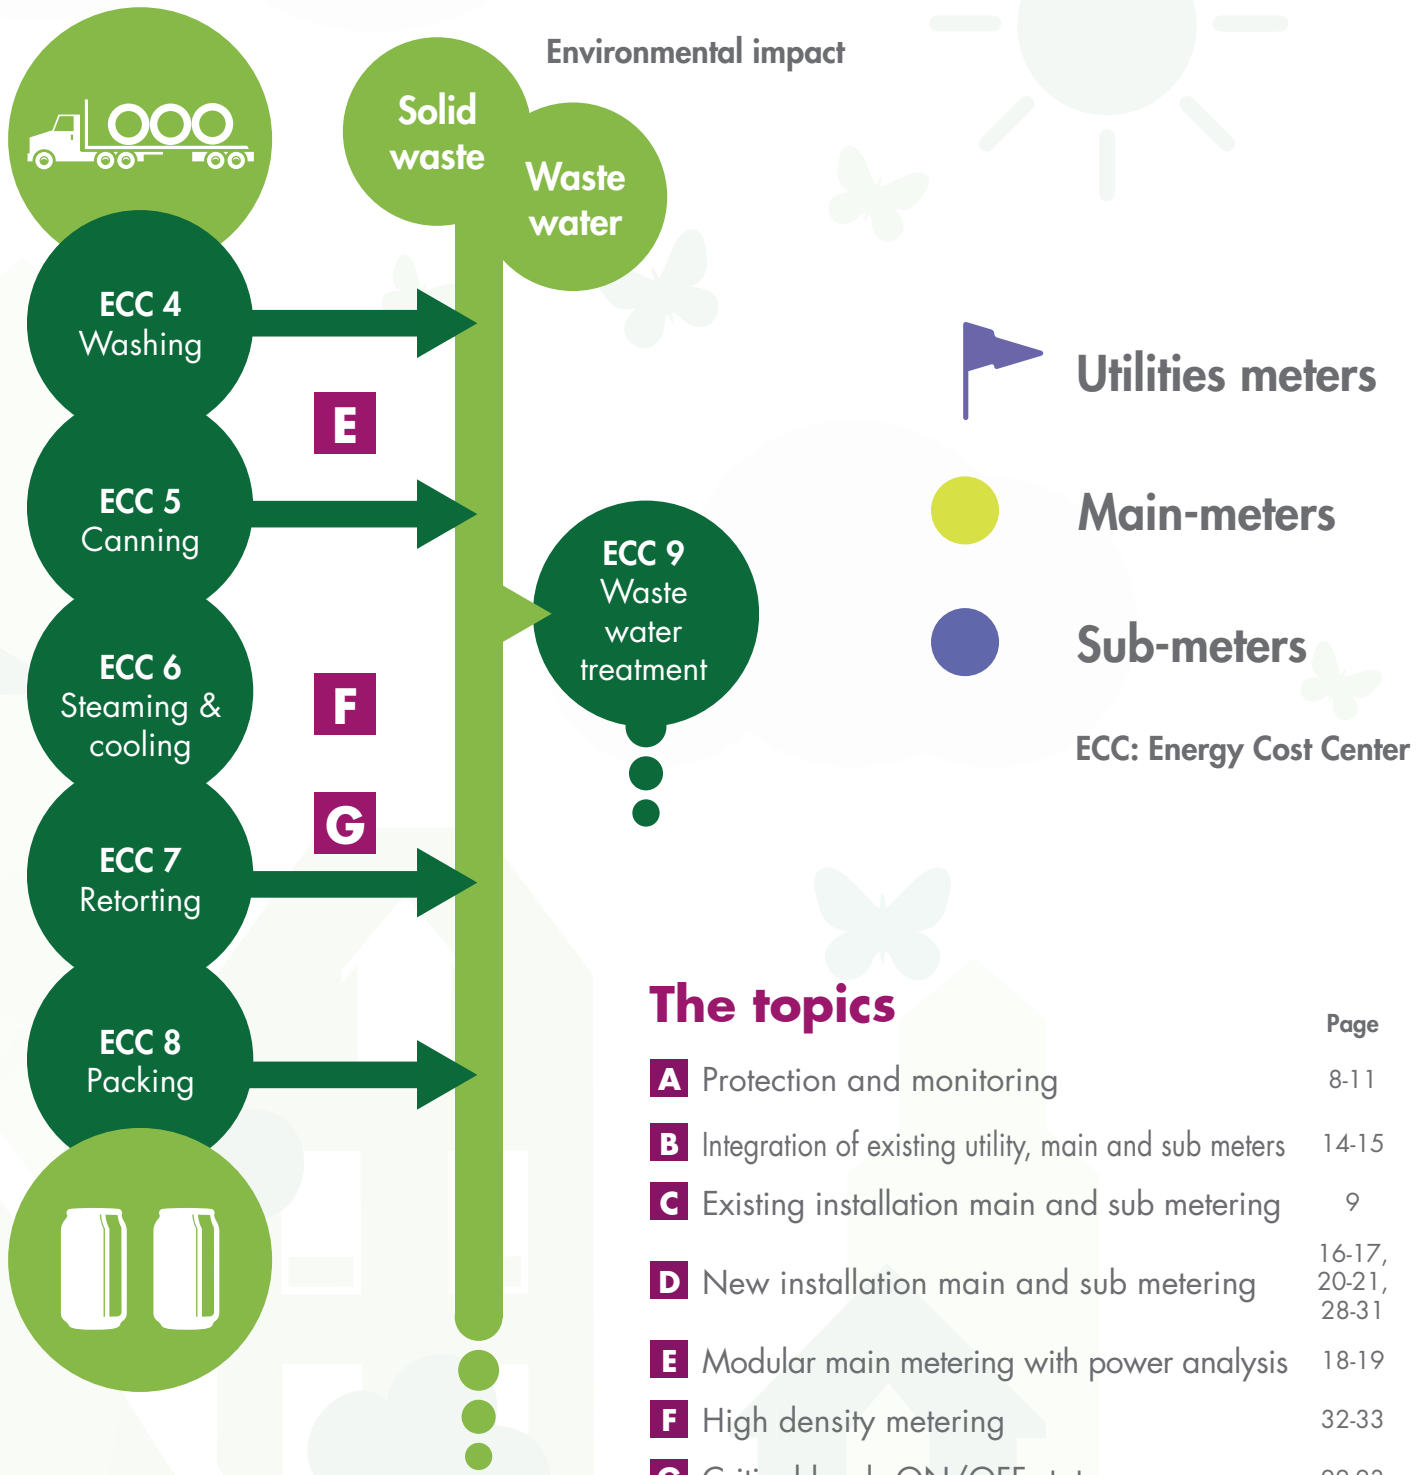 Environmental impact
Solid
waste
Waste
water
ECC 4
Washing
E
ECC 5
Canning
ECC 6
Steaming &
cooling
F
G
ECC 7
Retorting
ECC 8
Packing
ECC 9
Waste
water
treatment
Utilities meters
Main-meters
Sub-meters
ECC: Energy Cost Center
The topics
Page
A Protection and monitoring 8-11
B Integration of existing utility, main and sub meters 14-15
C Existing installation main and sub metering 9
D New installation main and sub metering 16-17,
20-21,
28-31
E Modular main metering with power analysis 18-19
F High density metering 32-33